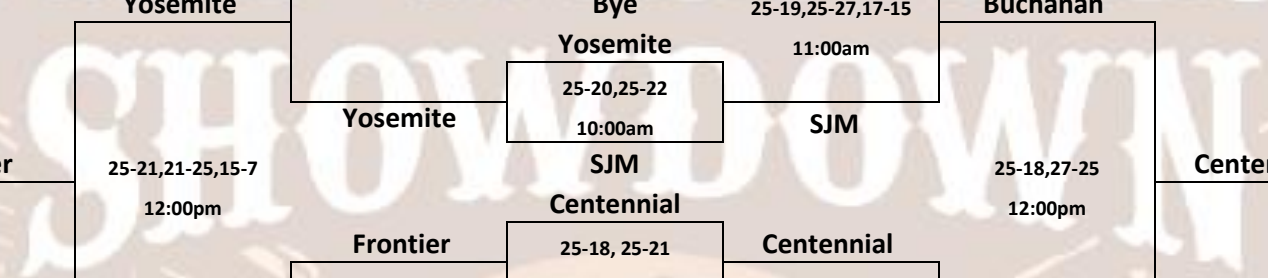 Yosemite
Bye
25-19,25-27,17-15
Buchanan
Yosemite
11:00am
25-20,25-22
Yosemite
10:00am
SJM
25-21,21-25,15-7
SJM
25-18,27-25
12:00pm
Centennial
12:00pm
Frontier
25-18, 25-21
Centennial
SHOWDOWN